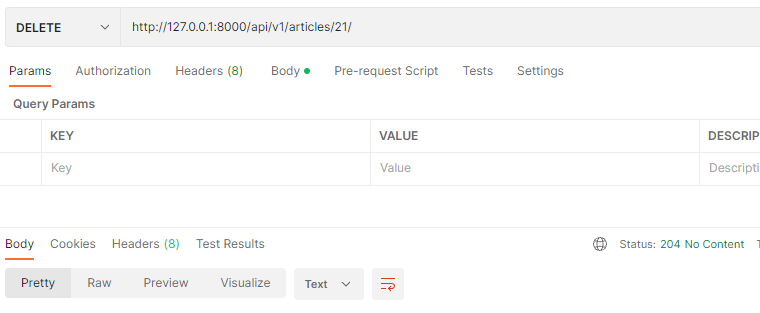 DELETE http://127.0.0.1:8000/api/v1/articles/21/
Params Authorization Headers (8) Body Pre-request Script Tests Settings
Query Params
KEY VALUE DESCRIP
Key Value Descripti
Body Cookies Headers (8) Test Results Status: 204 No Content T
Pretty Raw Preview Visualize Text